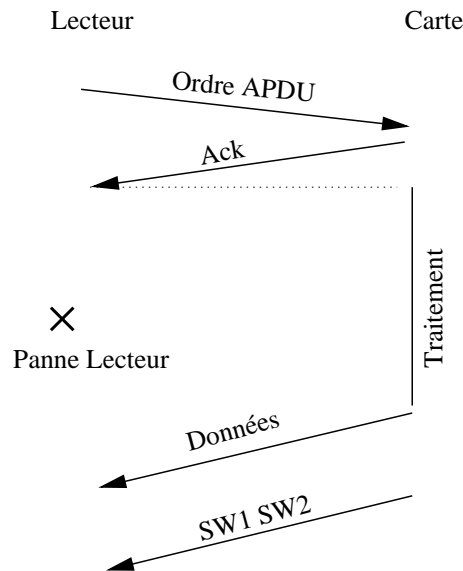 Lecteur
Carte
Ordre APDU
Ack
Traitement
Panne Lecteur
Données
SW1 SW2